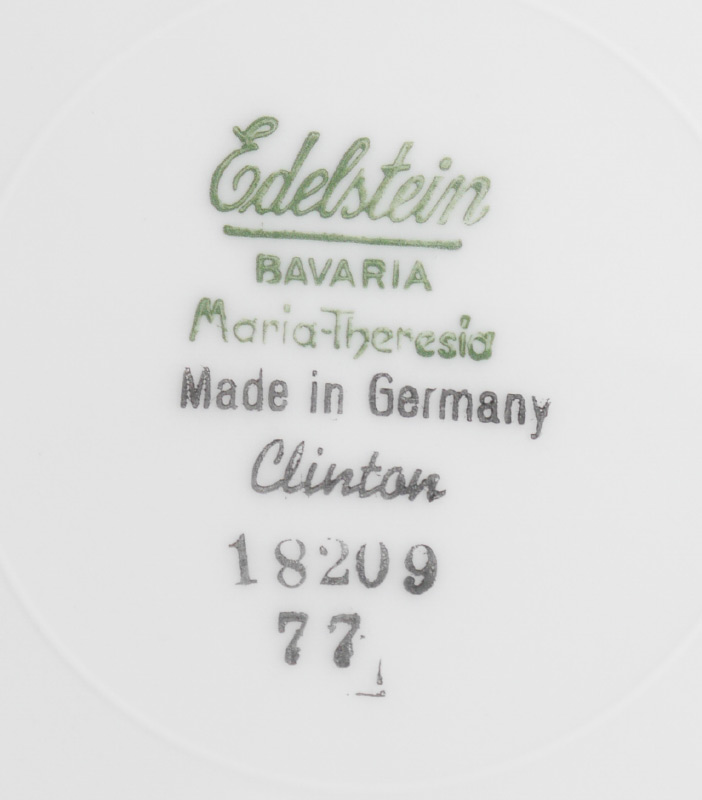 Edelstein
BAVARIA
Maria-Theresia
Made in Germany
Clinton
18209
77